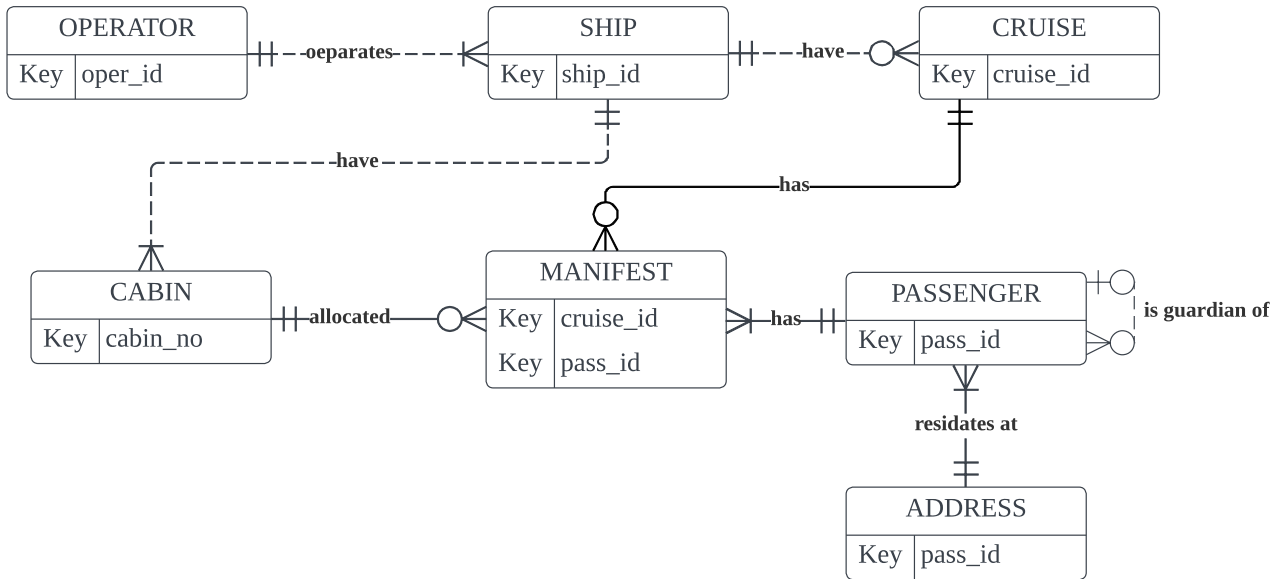 OPERATOR
Key oper_id
oeparates
SHIP
Key ship_id
have
CRUISE
Key cruise_id
have
has
CABIN
Key cabin_no
allocated
MANIFEST
Key cruise_id
Key pass_id
has
PASSENGER
Key pass_id
is guardian of
residates at
ADDRESS
Key pass_id